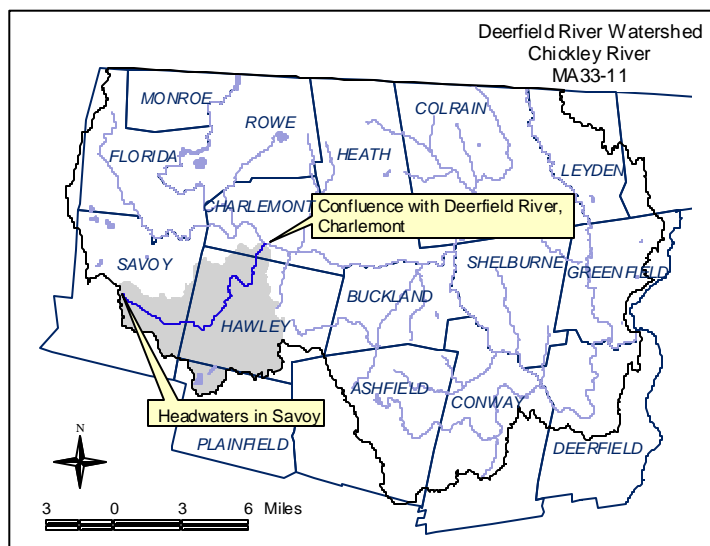 Deerfield River Watershed
Chickley River
MA33-11
MONROE
ROWE
COLRAIN
FLORIDA
HEATH
LEYDEN
CHARLEMONT
Confluence with Deerfield River,
Charlemont
SAVOY
SHELBURNE
GREENFIELD
BUCKLAND
HAWLEY
ASHFIELD
CONWAY
Headwaters in Savoy
PLAINFIELD
DEERFIELD
N
3 0 3 6 Miles